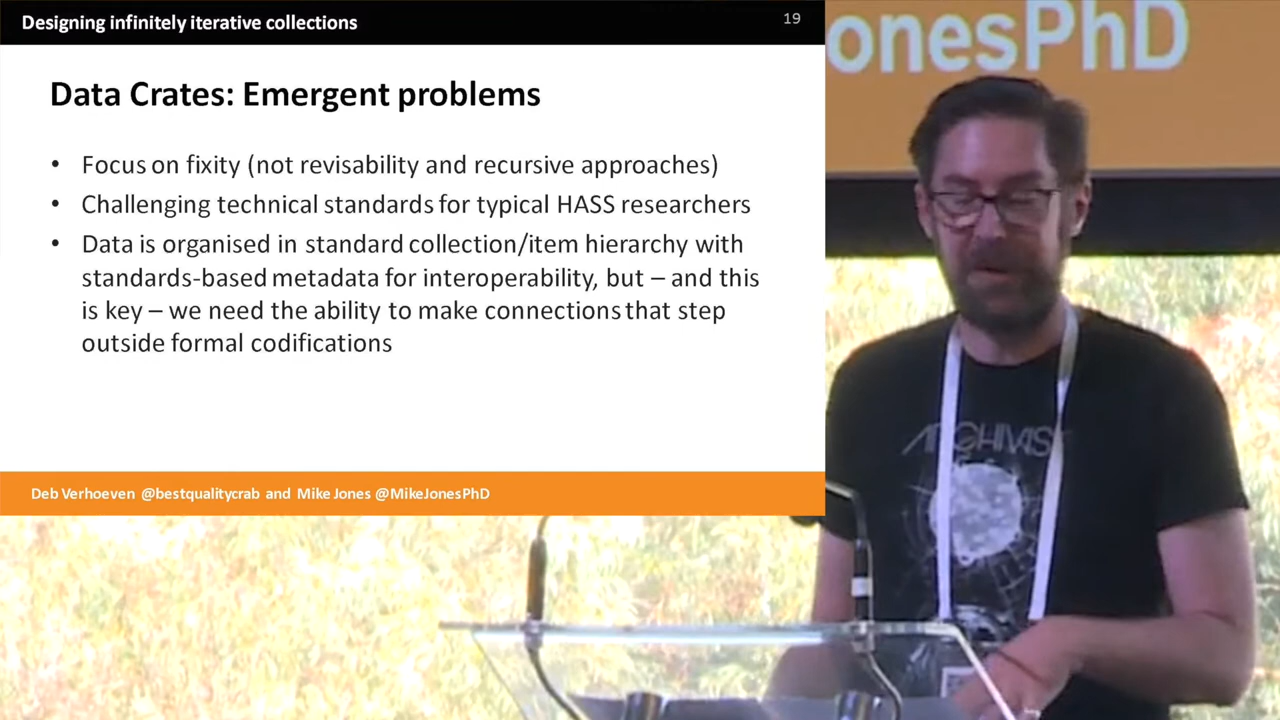 Designing infinitely iterative collections
19
onesPhD
Data Crates: Emergent problems
• Focus on fixity (not revisability and recursive approaches)
• Challenging technical standards for typical HASS researchers
• Data is organised in standard collection/item hierarchy with
standards-based metadata for interoperability, but – and this
is key – we need the ability to make connections that step
outside formal codifications
ARCHIVIST
Deb Verhoeven @bestqualitycrab and Mike Jones @MikeJonesPhD